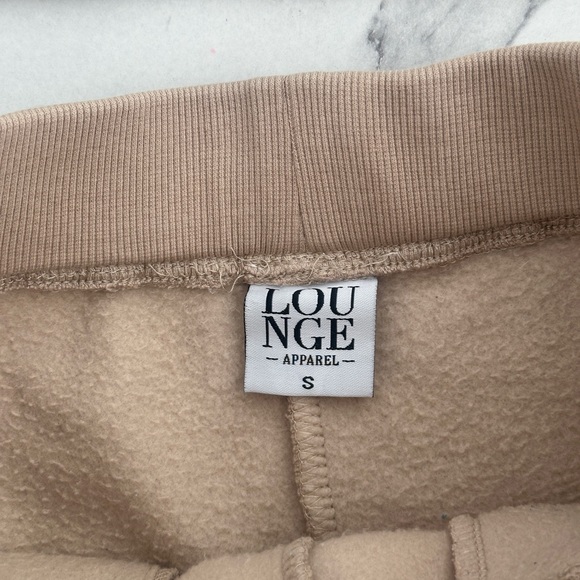 LOU
NGE
– APPAREL –
S